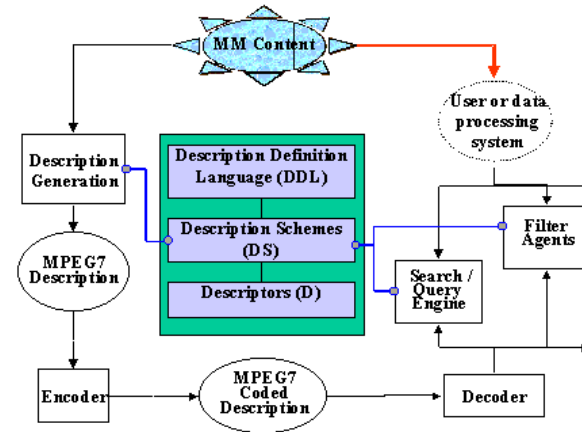 MM Content
User or data
processing
system
Description
Generation
Description Definition
Language (DDL)
Description Schemes
(DS)
Descriptors (D)
Filter
Agents
Search /
Query
Engine
MPEG7
Description
Encoder
MPEG7
Coded
Description
Decoder